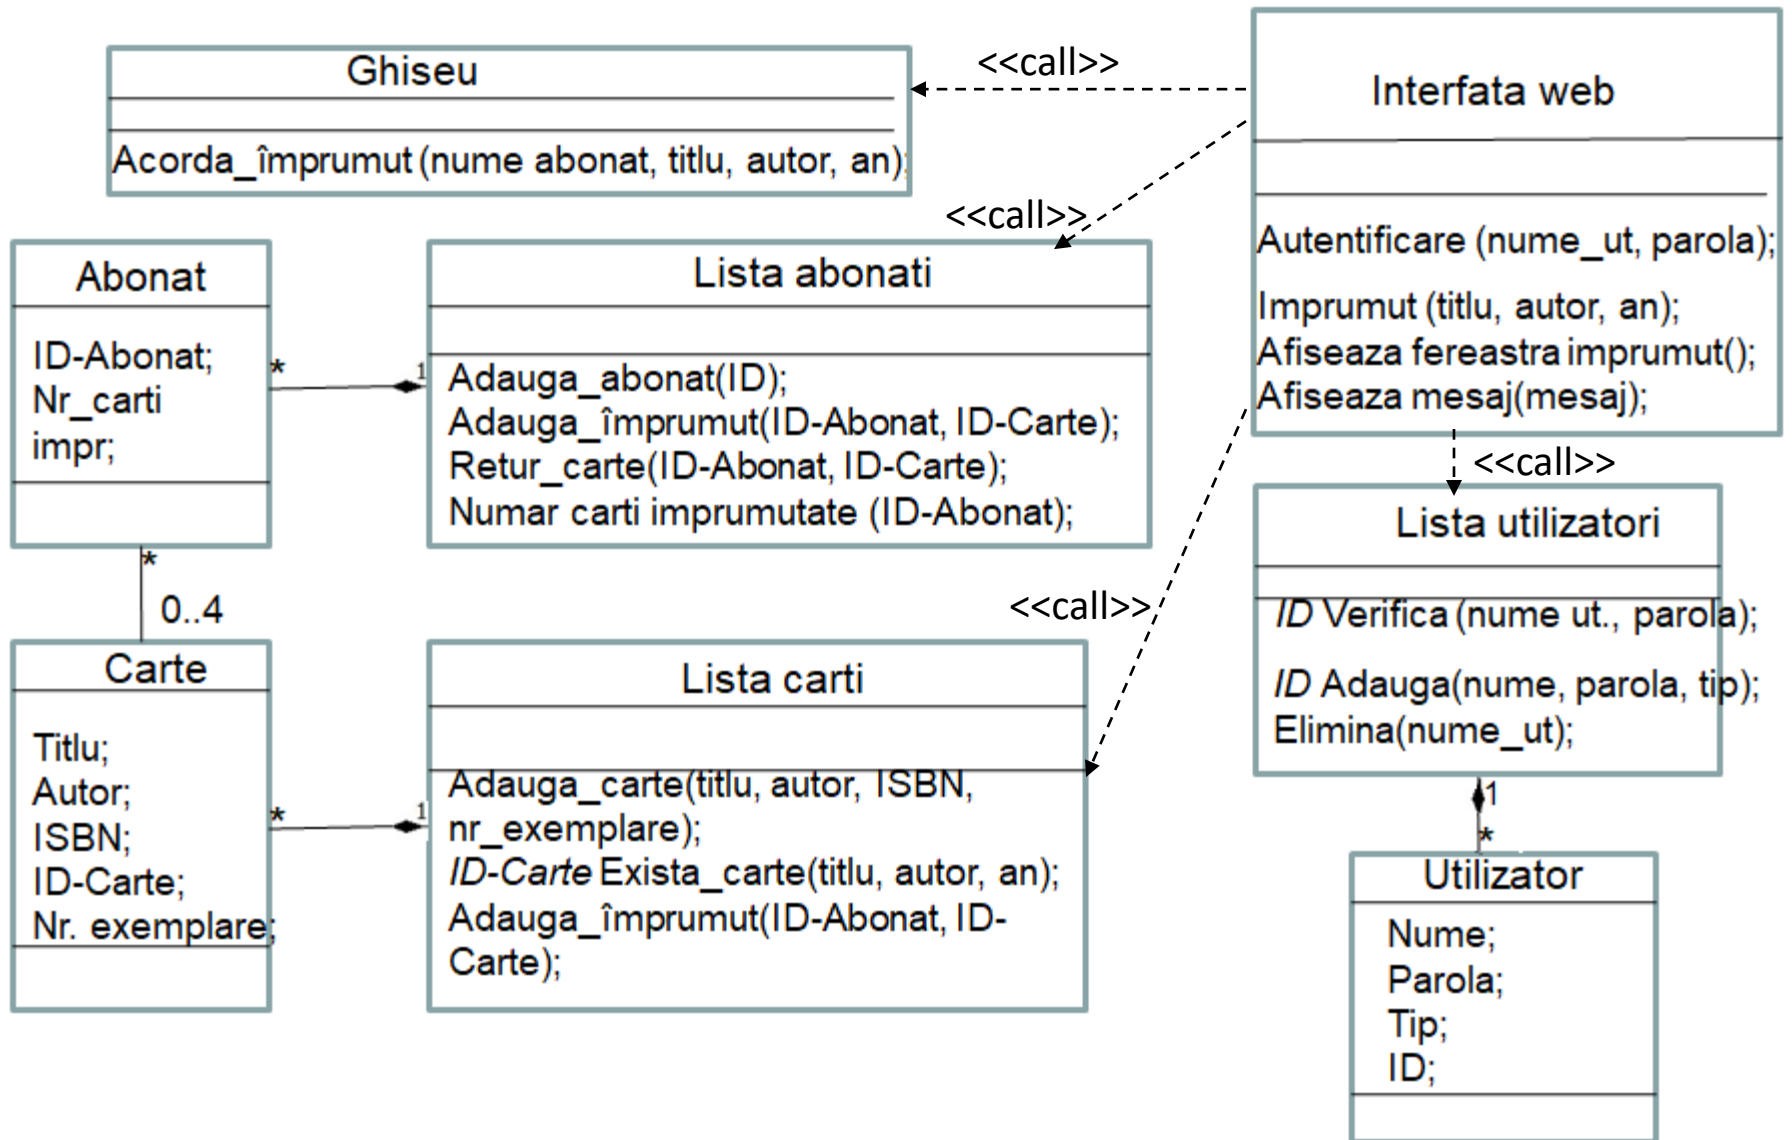 Ghiseu
Acorda_împrumut (nume abonat, titlu, autor, an);
<<call>>
Interfata web
Autentificare (nume_ut, parola);
Imprumut (titlu, autor, an);
Afiseaza fereastra imprumut();
Afiseaza mesaj(mesaj);
<<call>>
Abonat
ID-Abonat;
Nr_carti
impr;
*
1
Lista abonati
Adauga_abonat(ID);
Adauga_împrumut(ID-Abonat, ID-Carte);
Retur_carte(ID-Abonat, ID-Carte);
Numar carti imprumutate (ID-Abonat);
<<call>>
Lista utilizatori
ID Verifica (nume ut., parola);
ID Adauga(nume, parola, tip);
Elimina(nume_ut);
*
0..4
<<call>>
Carte
Titlu;
Autor;
ISBN;
ID-Carte;
Nr. exemplare;
*
1
Lista carti
Adauga_carte(titlu, autor, ISBN,
nr_exemplare);
ID-Carte Exista_carte(titlu, autor, an);
Adauga_împrumut(ID-Abonat, ID-
Carte);
1
*
Utilizator
Nume;
Parola;
Tip;
ID;